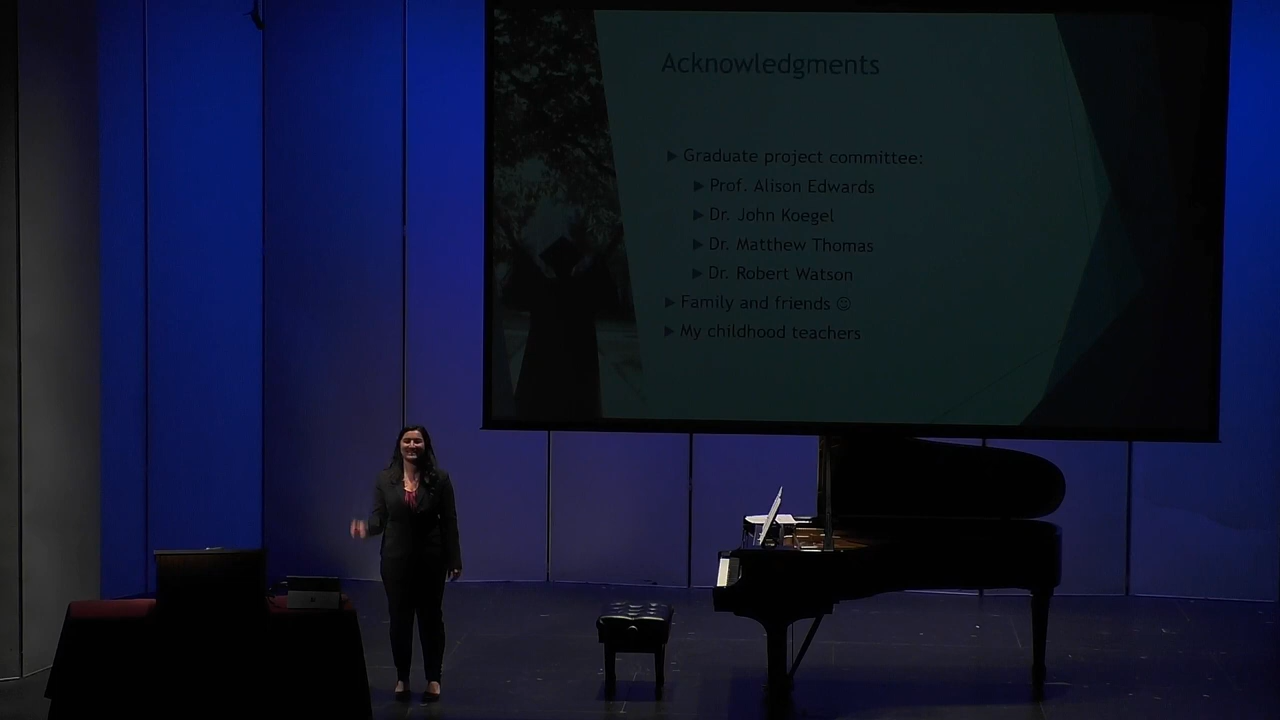 Acknowledgments
▶ Graduate project committee:
▶ Prof. Alison Edwards
▶ Dr. John Koegel
▶ Dr. Matthew Thomas
▶ Dr. Robert Watson
▶ Family and friends ☺
▶ My childhood teachers